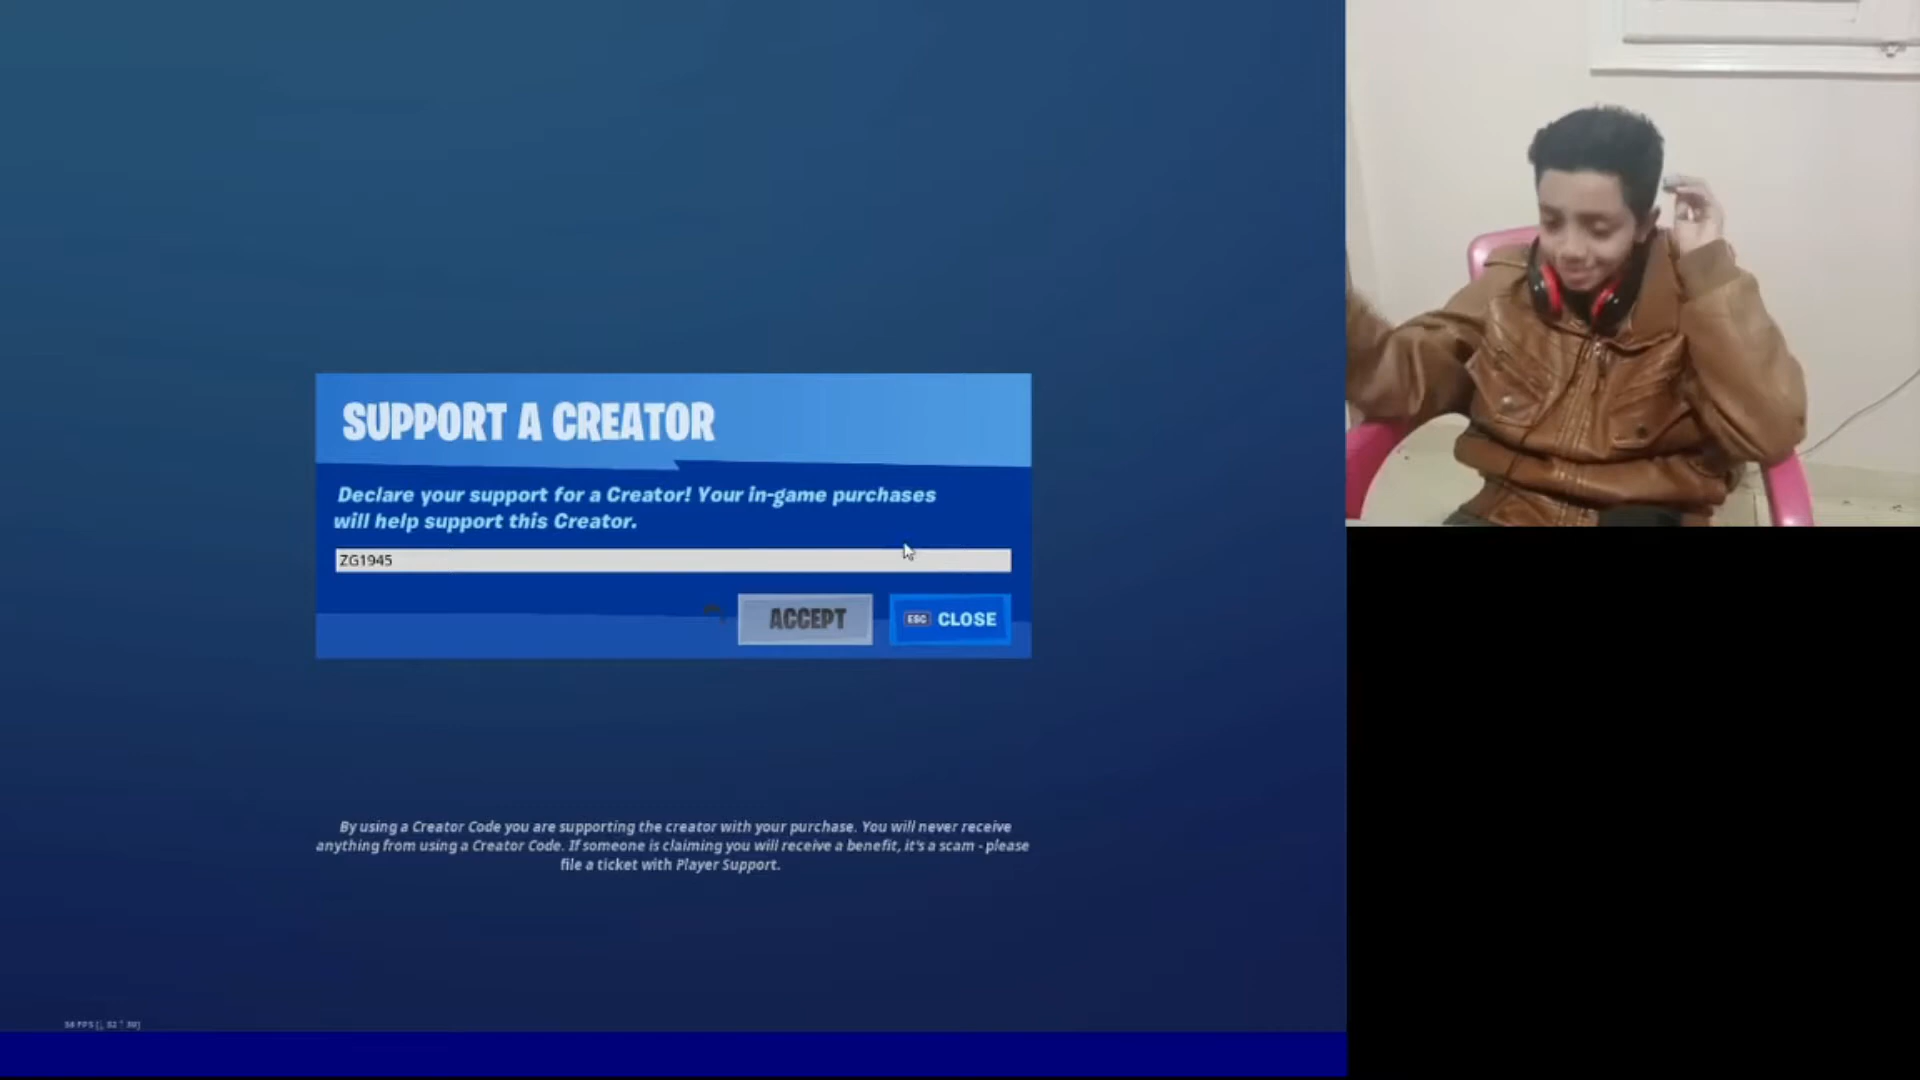 SUPPORT A CREATOR
Declare your support for a Creator! Your in-game purchases
will help support this Creator.
ZG1945
ACCEPT
ESC CLOSE
By using a Creator Code you are supporting the creator with your purchase. You will never receive
anything from using a Creator Code. If someone is claiming you will receive a benefit, it's a scam - please
file a ticket with Player Support.